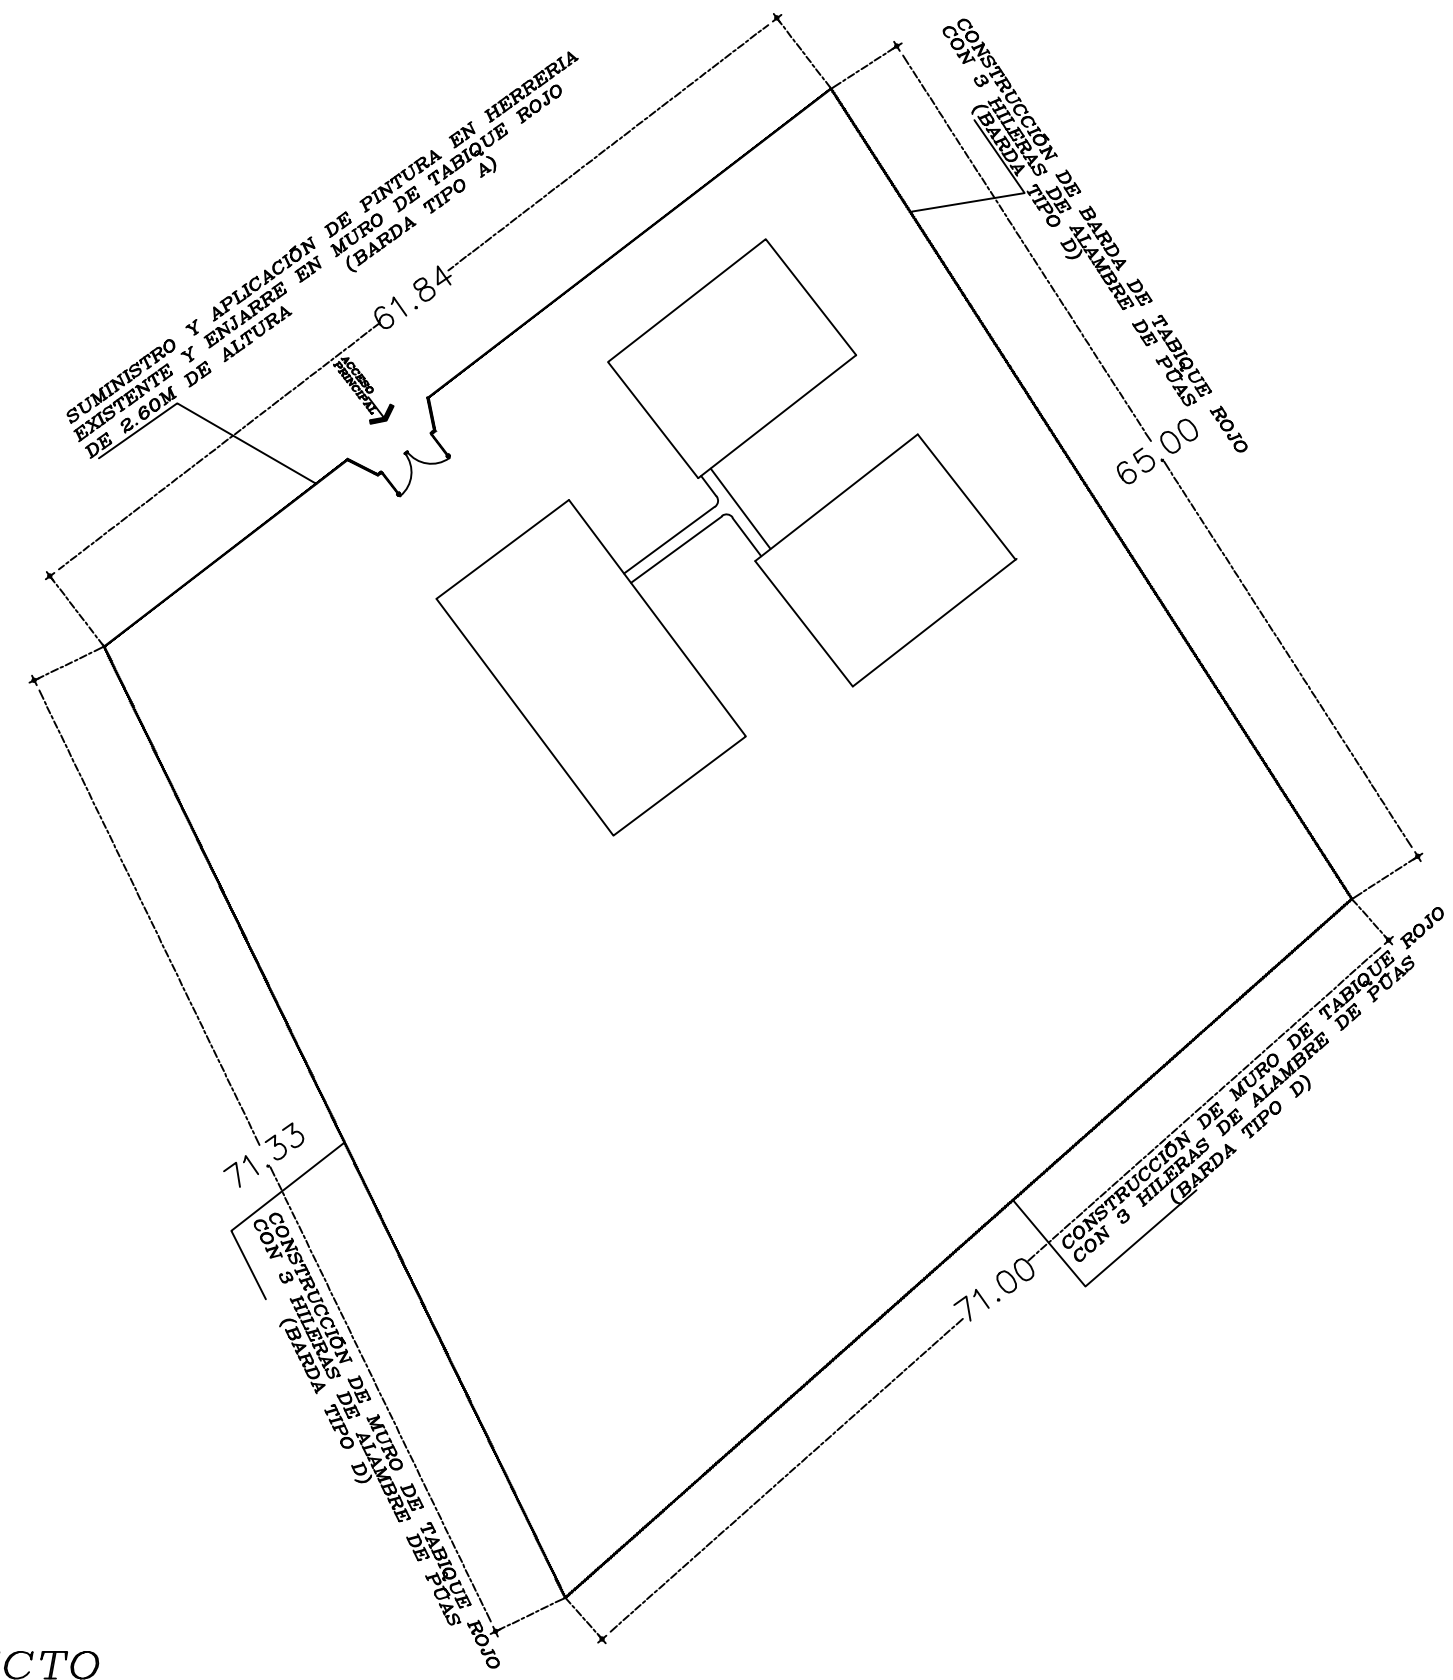 SUMINISTRO Y APLICACIÓN DE PINTURA EN HERRERIA
EXISTENTE Y ENJARRE EN MURO DE TABIQUE ROJO
DE 2.60M DE ALTURA (BARDA TIPO A)
61.84
ACCESO
PRINCIPAL
CONSTRUCCIÓN DE BARDA DE TABIQUE ROJO
CON 3 HILERAS DE ALAMBRE DE PÚAS
(BARDA TIPO D)
65.00
71.33
CONSTRUCCIÓN DE MURO DE TABIQUE ROJO
CON 3 HILERAS DE ALAMBRE DE PÚAS
(BARDA TIPO D)
71.00
CONSTRUCCIÓN DE MURO DE TABIQUE ROJO
CON 3 HILERAS DE ALAMBRE DE PÚAS
(BARDA TIPO D)
CTO